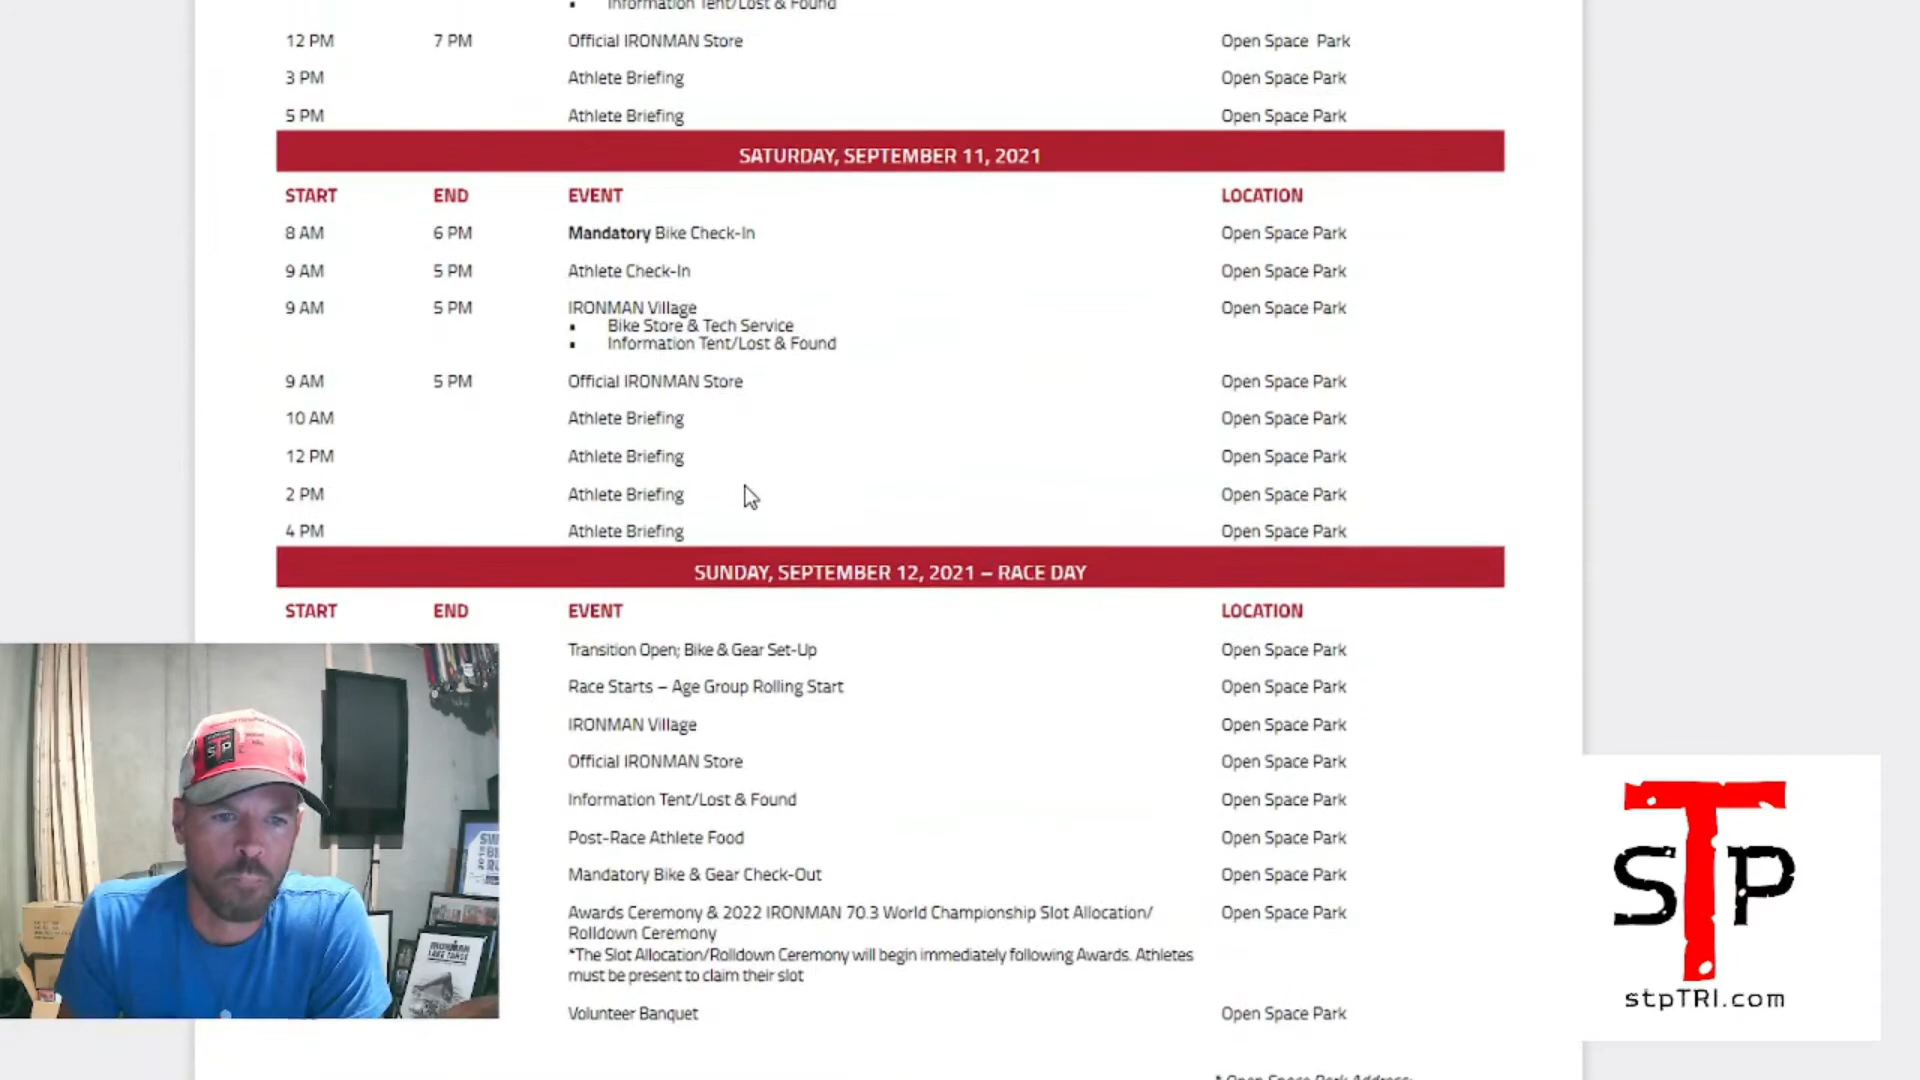 ▪ Information Tent/Lost & Found
12 PM 7 PM Official IRONMAN Store Open Space Park
3 PM Athlete Briefing Open Space Park
5 PM Athlete Briefing Open Space Park
SATURDAY, SEPTEMBER 11, 2021
START END EVENT LOCATION
8 AM 6 PM Mandatory Bike Check-In Open Space Park
9 AM 5 PM Athlete Check-In Open Space Park
9 AM 5 PM IRONMAN Village Open Space Park
▪ Bike Store & Tech Service
▪ Information Tent/Lost & Found
9 AM 5 PM Official IRONMAN Store Open Space Park
10 AM Athlete Briefing Open Space Park
12 PM Athlete Briefing Open Space Park
2 PM Athlete Briefing Open Space Park
4 PM Athlete Briefing Open Space Park
SUNDAY, SEPTEMBER 12, 2021 – RACE DAY
START END EVENT LOCATION
Transition Open; Bike & Gear Set-Up Open Space Park
Race Starts – Age Group Rolling Start Open Space Park
IRONMAN Village Open Space Park
Official IRONMAN Store Open Space Park
Information Tent/Lost & Found Open Space Park
Post-Race Athlete Food Open Space Park
Mandatory Bike & Gear Check-Out Open Space Park
Awards Ceremony & 2022 IRONMAN 70.3 World Championship Slot Allocation/ Open Space Park
Rolldown Ceremony
*The Slot Allocation/Rolldown Ceremony will begin immediately following Awards. Athletes
must be present to claim their slot
Volunteer Banquet Open Space Park
* Open Space Park Address:
STP
IRONMAN
LAKE TAHOE
STP
stpTRI.com